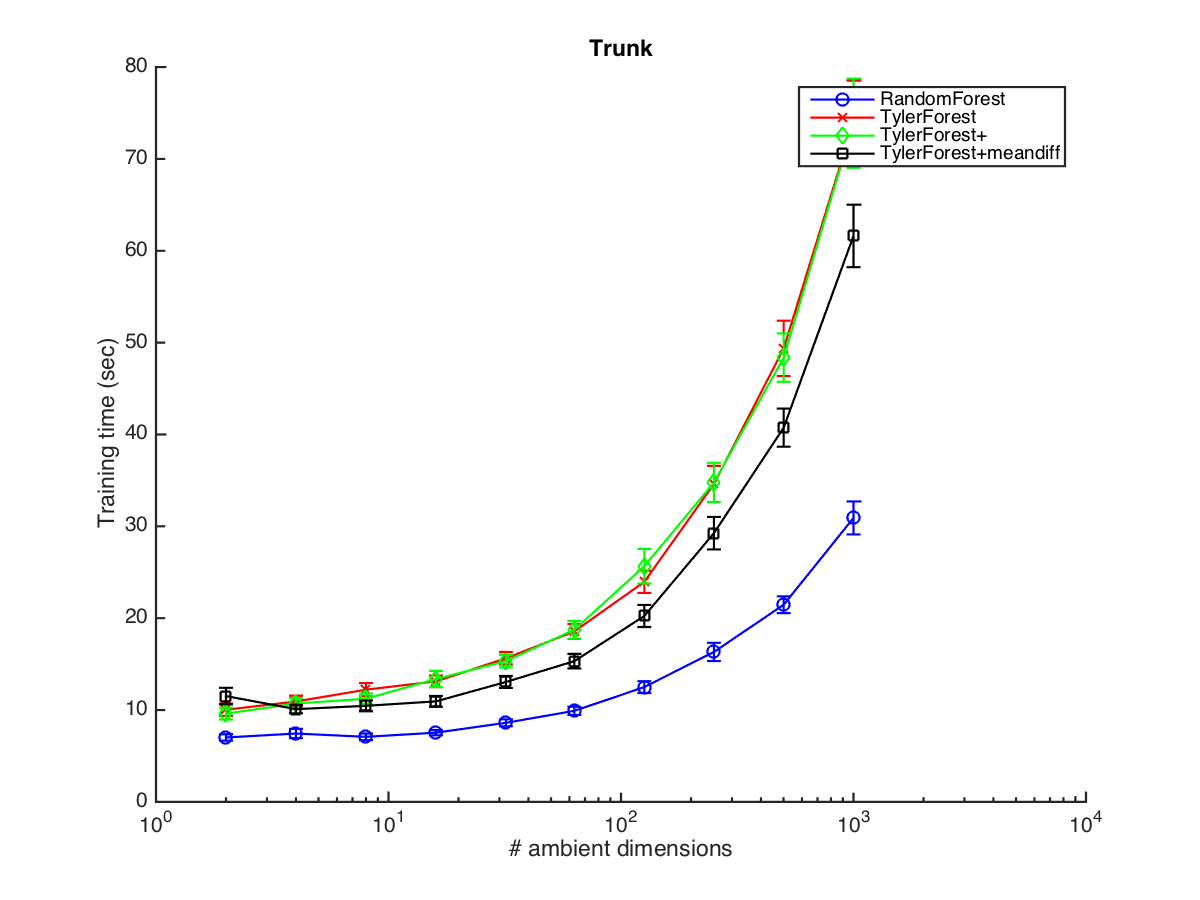 Trunk
80
70
60
50
40
30
20
10
0
Training time (sec)
RandomForest
TylerForest
TylerForest+
TylerForest+meandiff
10^0 10^1 10^2 10^3 10^4
# ambient dimensions